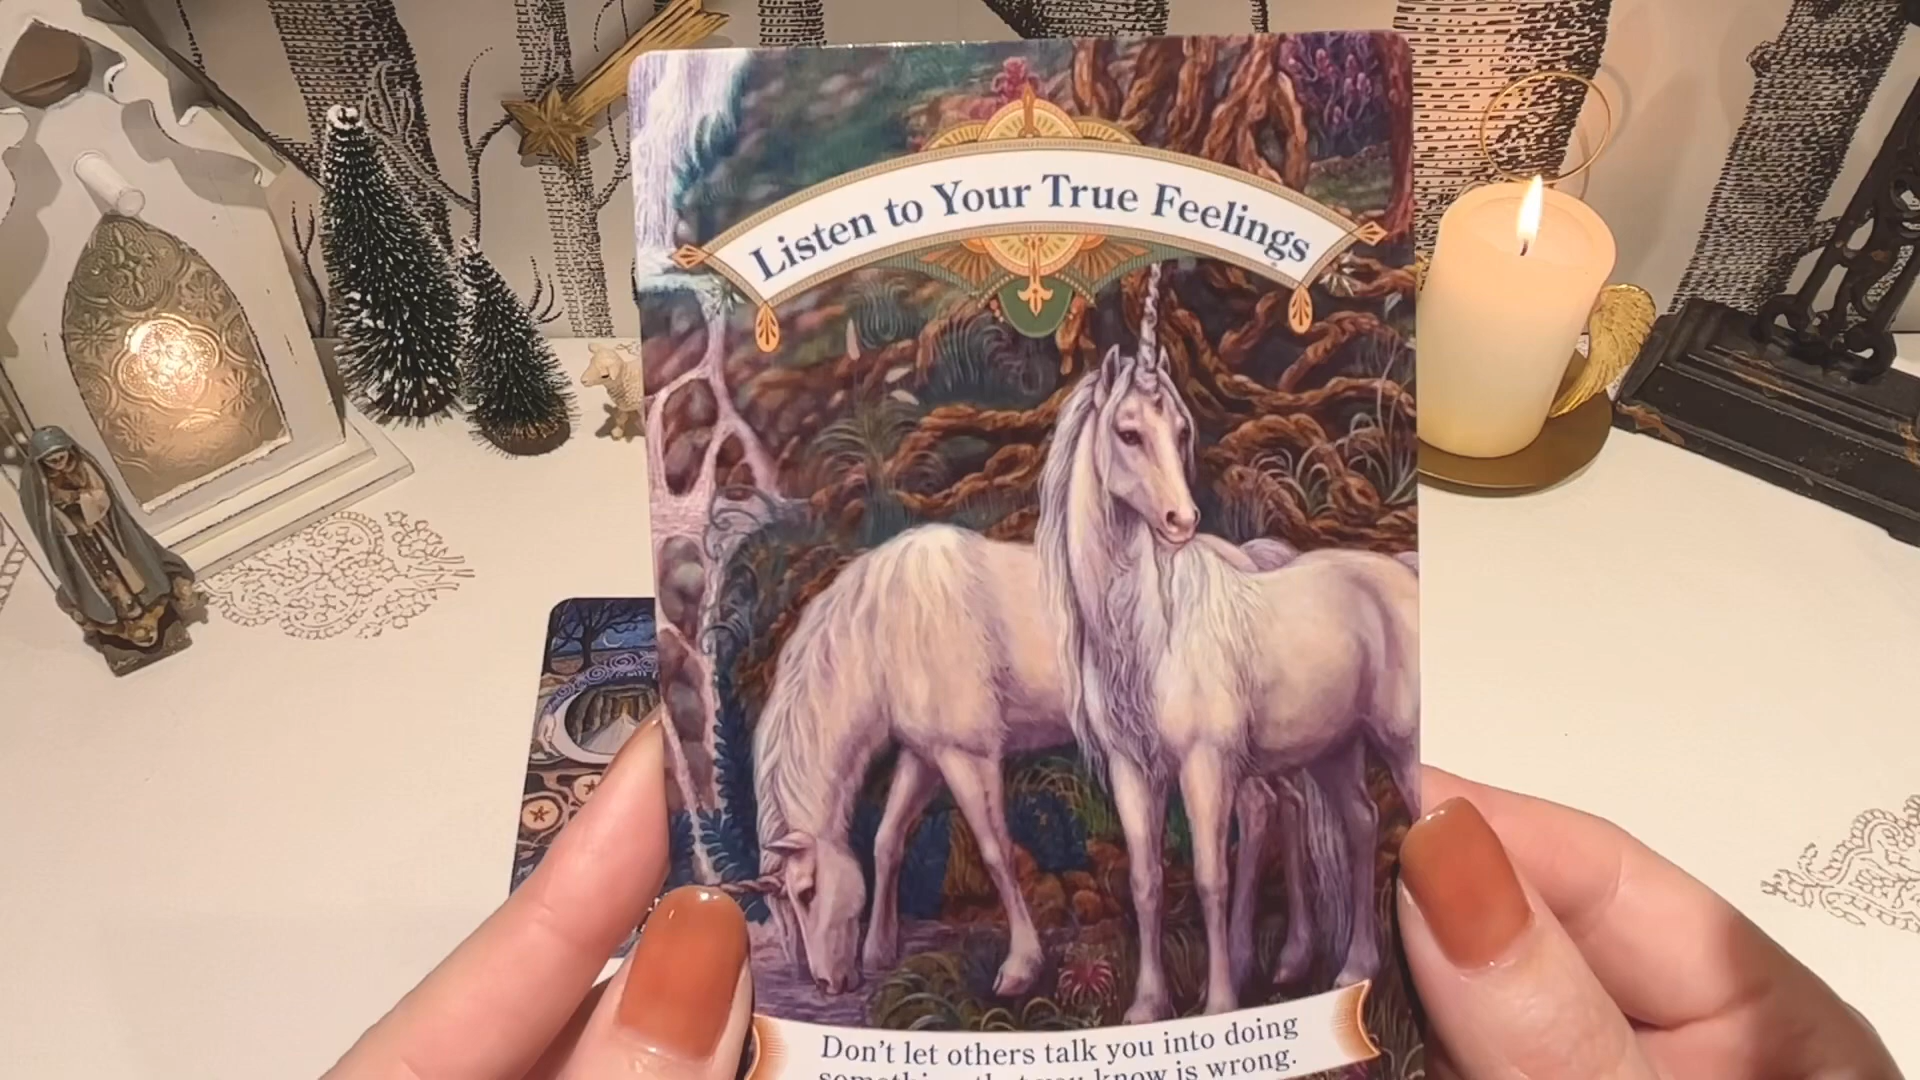 Listen to Your True Feelings
Don't let others talk you into doing
something that you know is wrong.